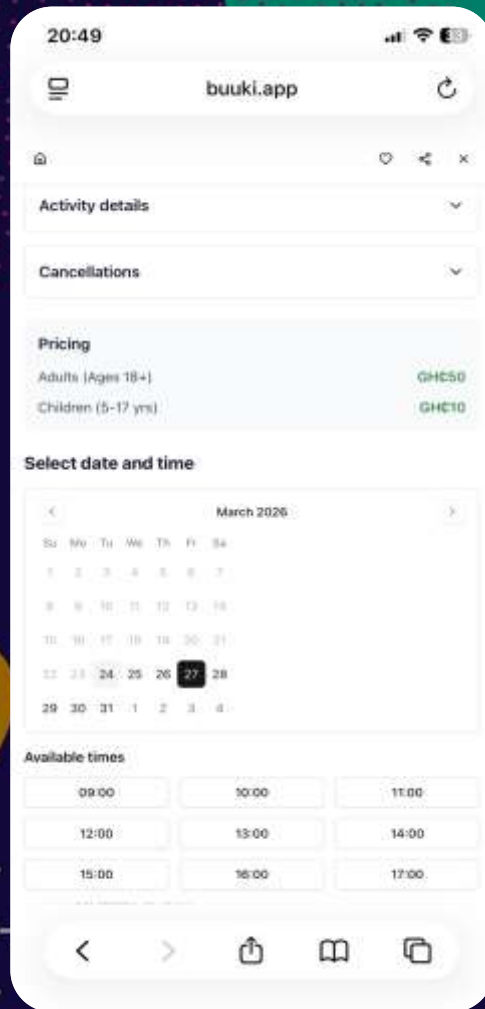 20:49
buuki.app
Activity details
Cancellations
Pricing
Adults (Ages 18+) GH₵50
Children (5-17 yrs) GH₵10
Select date and time
March 2026
Su Mo Tu We Th Fr Sa
1 2 3 4 5 6 7
8 9 10 11 12 13 14
15 16 17 18 19 20 21
22 23 24 25 26 27 28
29 30 31 1 2 3 4
Available times
09:00 10:00 11:00
12:00 13:00 14:00
15:00 16:00 17:00